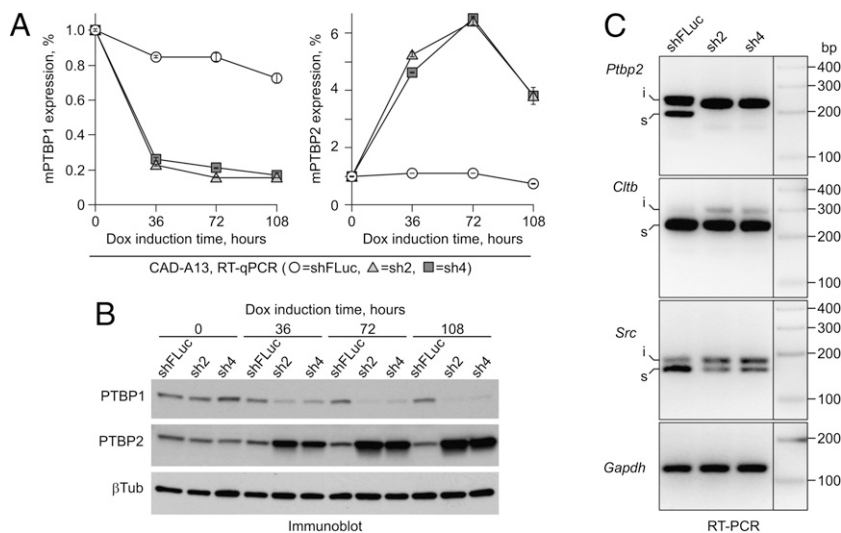 A
mPTBP1 expression, %
1.0
0.8
0.6
0.4
0.2
0
0
36
72
108
Dox induction time, hours
mPTBP2 expression, %
6
4
2
0
0
36
72
108
Dox induction time, hours
CAD-A13, RT-qPCR (○=shFLuc, △=sh2, ■=sh4)
B
Dox induction time, hours
0 36 72 108
shFLuc sh2 sh4 shFLuc sh2 sh4 shFLuc sh2 sh4 shFLuc sh2 sh4
PTBP1
PTBP2
βTub
Immunoblot
C
shFLuc sh2 sh4 bp
Ptbp2
i
s
400
300
200
100
Cltb
i
s
400
300
200
100
Src
i
s
400
300
200
100
Gapdh
200
100
RT-PCR